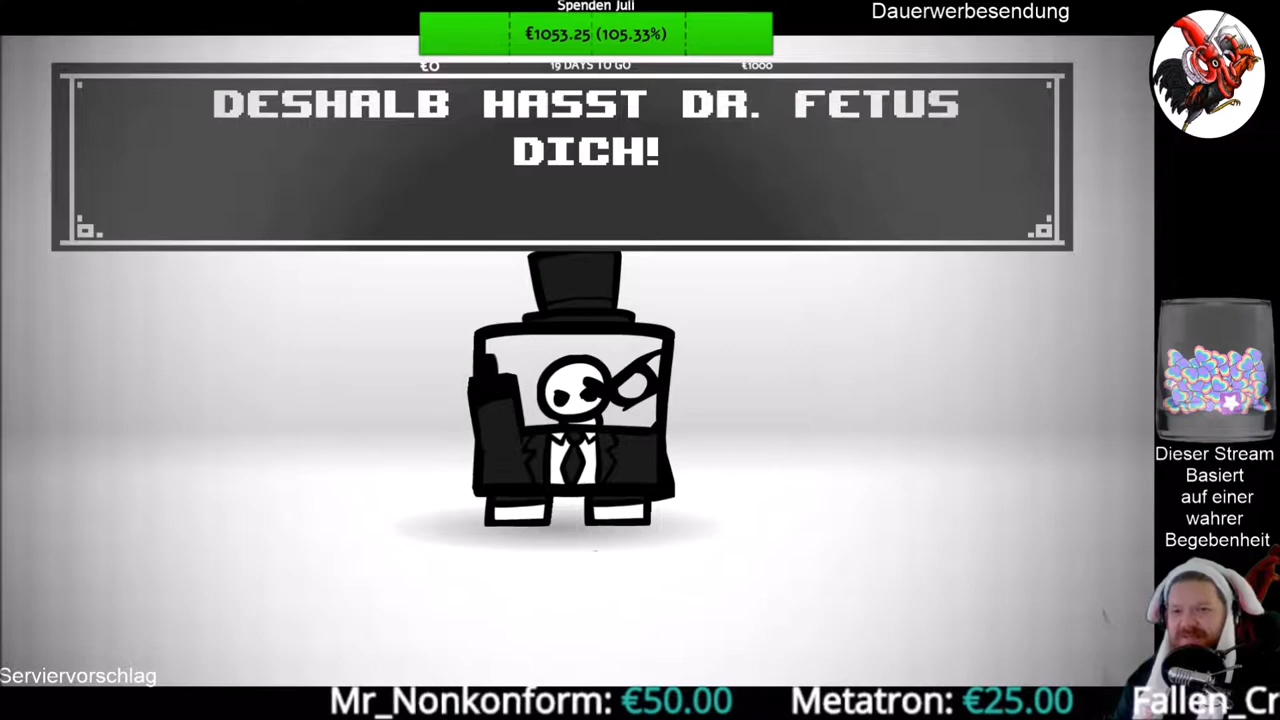 Spenden Juli
€1053.25 (105.33%)
€0 19 DAYS TO GO €1000
Dauerwerbesendung
DESHALB HASST DR. FETUS
DICH!
Dieser Stream
Basiert
auf einer
wahrer
Begebenheit
Serviervorschlag
Mr_Nonkonform: €50.00 Metatron: €25.00 Fallen_Cr